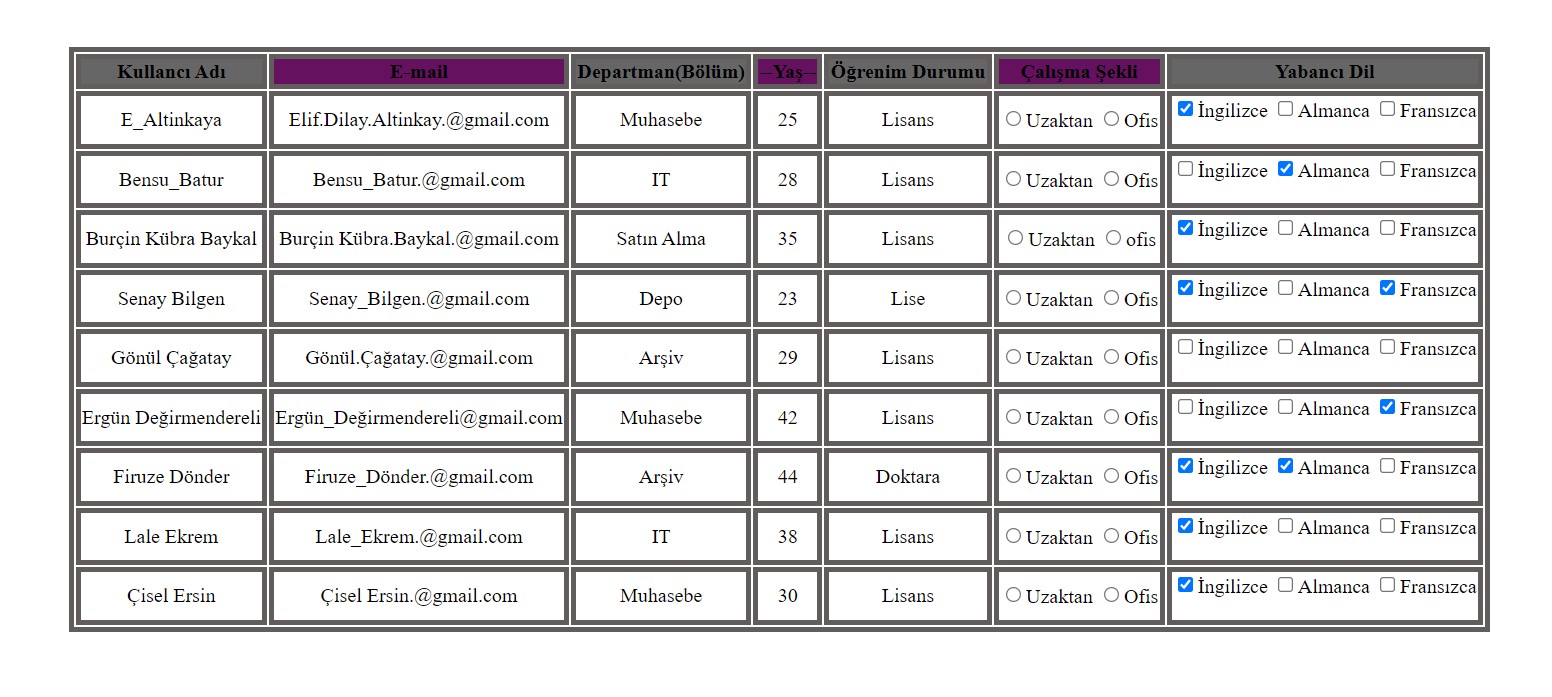 Kullancı Adı E-mail Departman(Bölüm) --Yaş-- Öğrenim Durumu Çalışma Şekli Yabancı Dil
E_Altinkaya Elif.Dilay.Altinkay.@gmail.com Muhasebe 25 Lisans Uzaktan Ofis İngilizce Almanca Fransızca
Bensu_Batur Bensu_Batur.@gmail.com IT 28 Lisans Uzaktan Ofis İngilizce Almanca Fransızca
Burçin Kübra Baykal Burçin Kübra.Baykal.@gmail.com Satın Alma 35 Lisans Uzaktan ofis İngilizce Almanca Fransızca
Senay Bilgen Senay_Bilgen.@gmail.com Depo 23 Lise Uzaktan Ofis İngilizce Almanca Fransızca
Gönül Çağatay Gönül.Çağatay.@gmail.com Arşiv 29 Lisans Uzaktan Ofis İngilizce Almanca Fransızca
Ergün Değirmendereli Ergün_Değirmendereli@gmail.com Muhasebe 42 Lisans Uzaktan Ofis İngilizce Almanca Fransızca
Firuze Dönder Firuze_Dönder.@gmail.com Arşiv 44 Doktara Uzaktan Ofis İngilizce Almanca Fransızca
Lale Ekrem Lale_Ekrem.@gmail.com IT 38 Lisans Uzaktan Ofis İngilizce Almanca Fransızca
Çisel Ersin Çisel Ersin.@gmail.com Muhasebe 30 Lisans Uzaktan Ofis İngilizce Almanca Fransızca